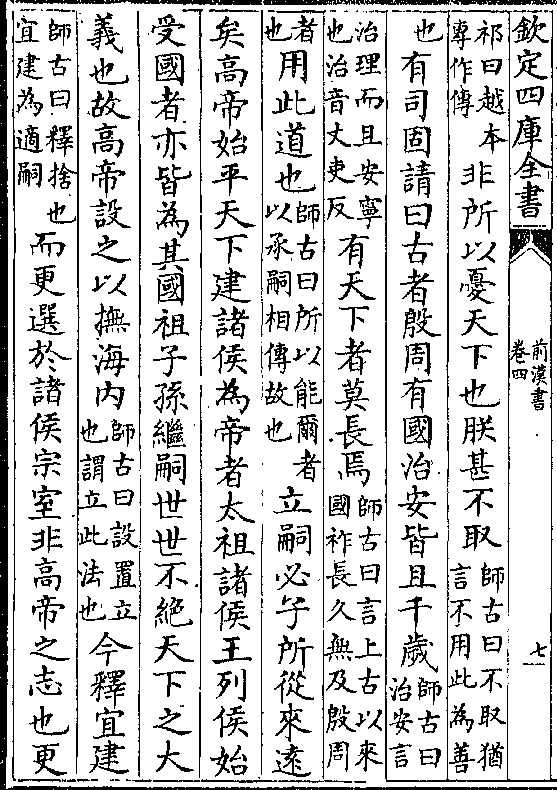 欽定四庫全書
前漢書
卷四
七
祁曰越本專作傳非所以憂天下也朕甚不取師古曰不取猶言不用此為善
也有司固請曰古者殷周有國治安皆且千歲師古曰治安言
治理而且安寧也治音丈吏反有天下者莫長焉師古曰言上古以來國祚長久無及殷周
者也用此道也師古曰所以能爾者以承嗣相傳故也立嗣必子所從來遠
矣高帝始平天下建諸侯為帝者太祖諸侯王列侯始
受國者亦皆為其國祖子孫繼嗣世世不絕天下之大
義也故高帝設之以撫海内師古曰設置立也謂立此法也今釋宜建
師古曰釋捨也宜建為適嗣而更選於諸侯宗室非高帝之志也更